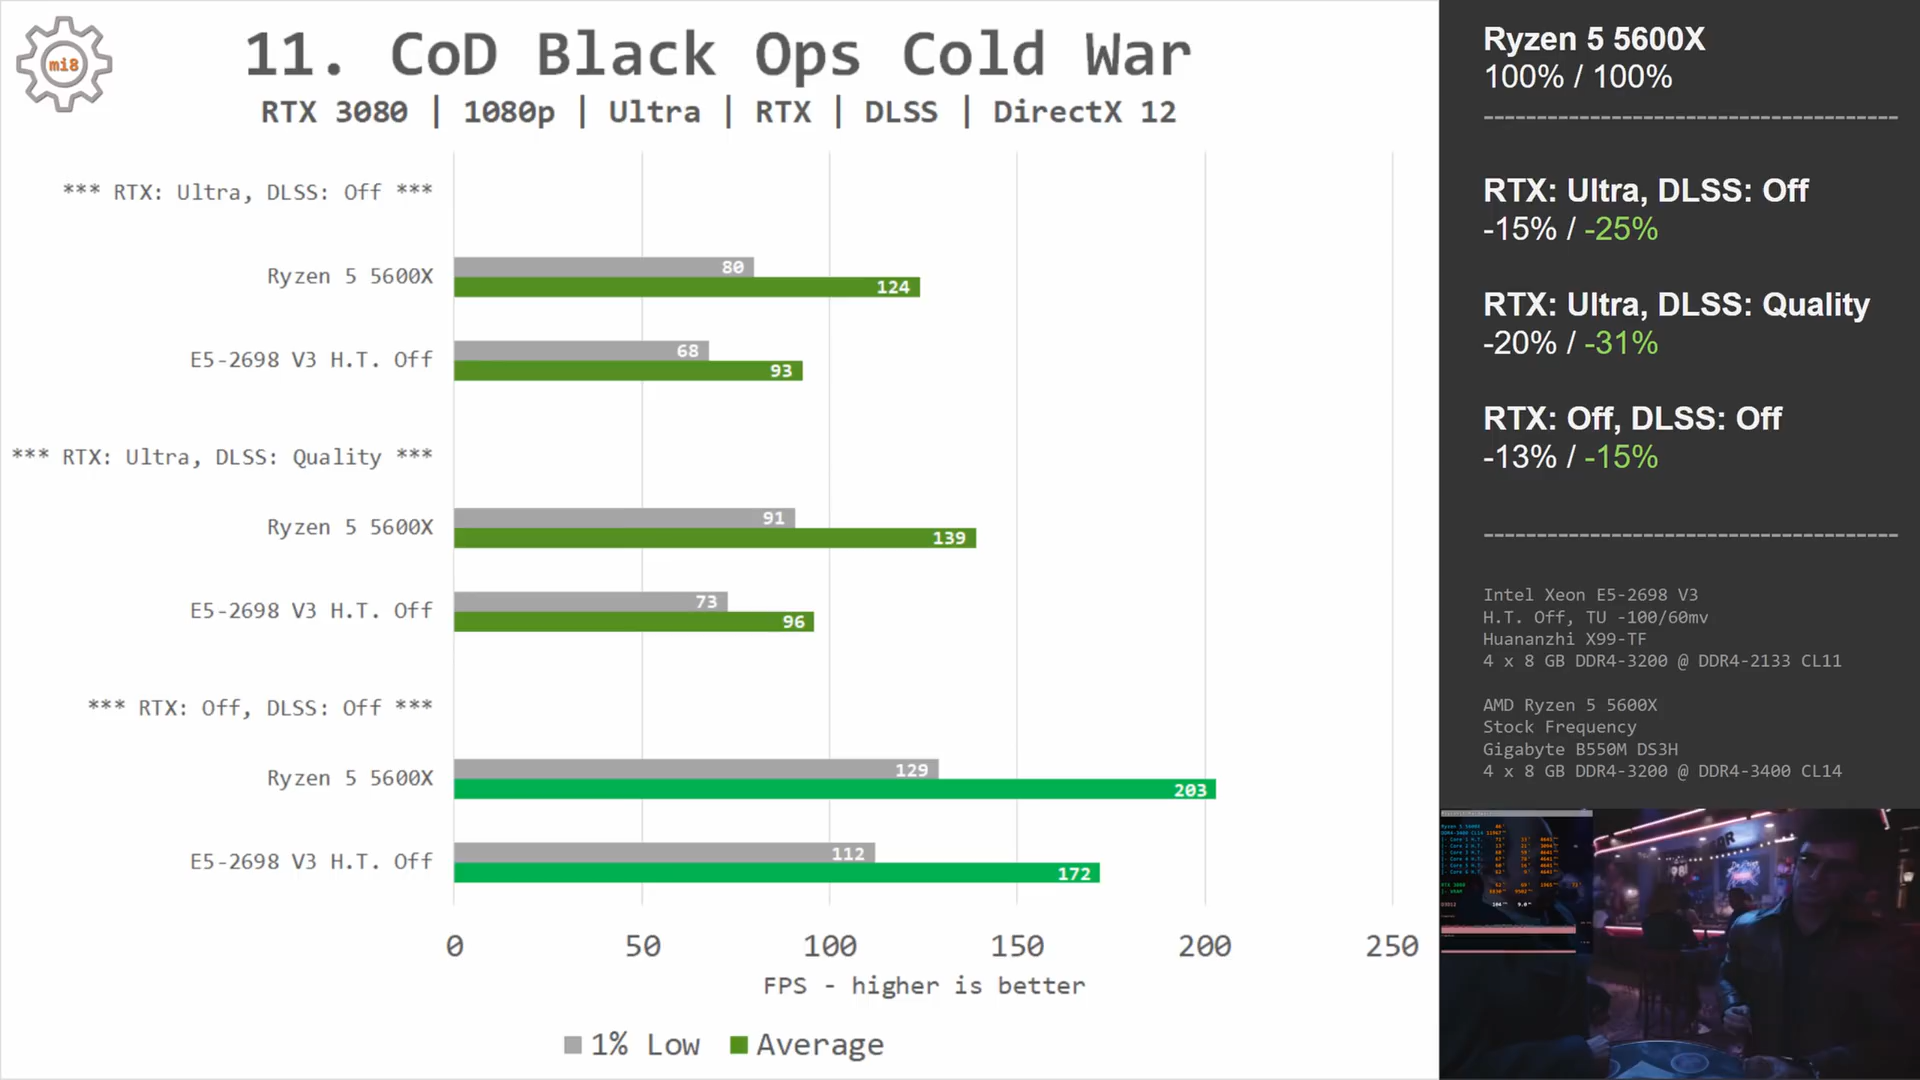 mi8
11. CoD Black Ops Cold War
RTX 3080 | 1080p | Ultra | RTX | DLSS | DirectX 12
*** RTX: Ultra, DLSS: Off ***
Ryzen 5 5600X
80
124
E5-2698 V3 H.T. Off
68
93
*** RTX: Ultra, DLSS: Quality ***
Ryzen 5 5600X
91
139
E5-2698 V3 H.T. Off
73
96
*** RTX: Off, DLSS: Off ***
Ryzen 5 5600X
129
203
E5-2698 V3 H.T. Off
112
172
0 50 100 150 200 250
FPS - higher is better
1% Low Average
Ryzen 5 5600X
100% / 100%
------------------------------------
RTX: Ultra, DLSS: Off
-15% / -25%
RTX: Ultra, DLSS: Quality
-20% / -31%
RTX: Off, DLSS: Off
-13% / -15%
------------------------------------
Intel Xeon E5-2698 V3
H.T. Off, TU -100/60mv
Huananzhi X99-TF
4 x 8 GB DDR4-3200 @ DDR4-2133 CL11
AMD Ryzen 5 5600X
Stock Frequency
Gigabyte B550M DS3H
4 x 8 GB DDR4-3200 @ DDR4-3400 CL14